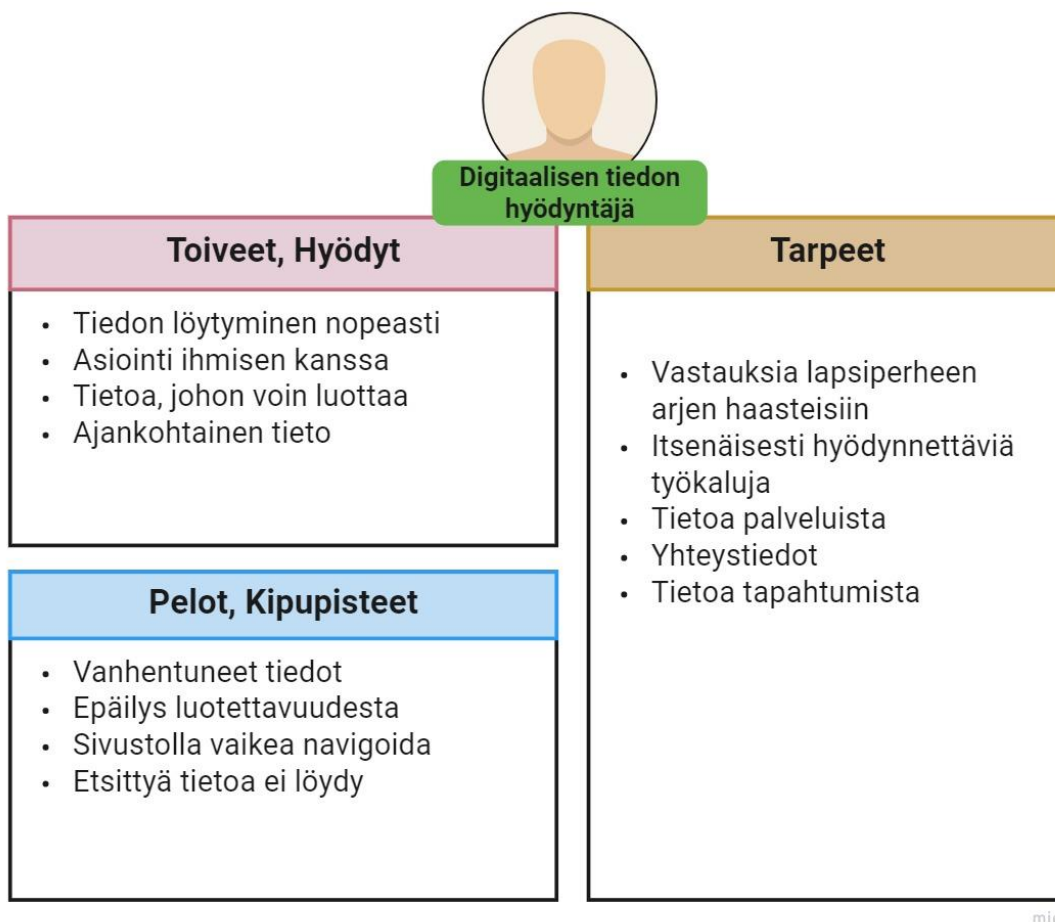 Digitaalisen tiedon
hyödyntäjä
Toiveet, Hyödyt
• Tiedon löytyminen nopeasti
• Asiointi ihmisen kanssa
• Tietoa, johon voin luottaa
• Ajankohtainen tieto
Pelot, Kipupisteet
• Vanhentuneet tiedot
• Epäilys luotettavuudesta
• Sivustolla vaikea navigoida
• Etsittyä tietoa ei löydy
Tarpeet
• Vastauksia lapsiperheen
arjen haasteisiin
• Itsenäisesti hyödynnettäviä
työkaluja
• Tietoa palveluista
• Yhteystiedot
• Tietoa tapahtumista